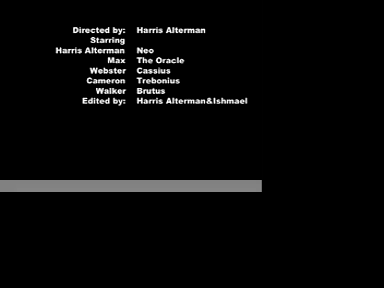 Directed by: Harris Alterman
Starring
Harris Alterman Neo
Max The Oracle
Webster Cassius
Cameron Trebonius
Walker Brutus
Edited by: Harris Alterman&Ishmael